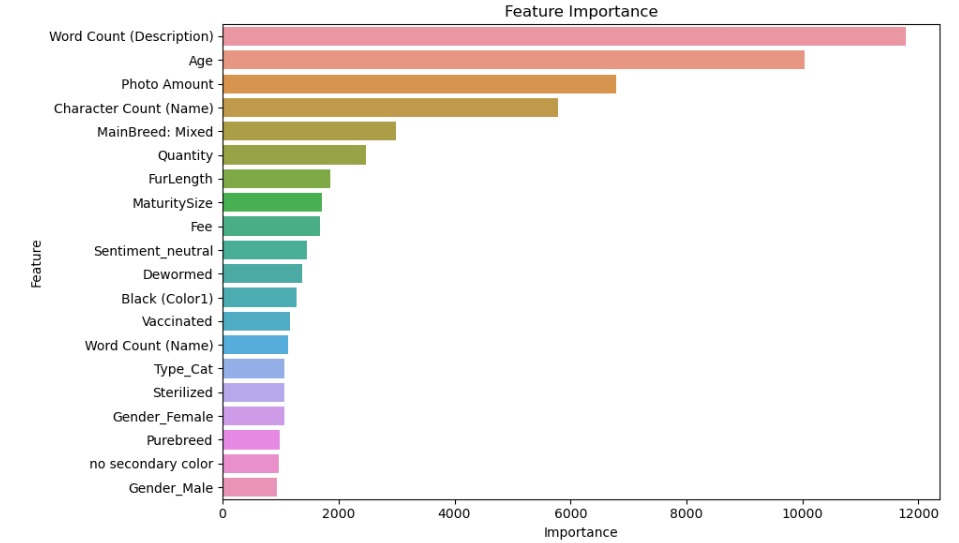 Feature Importance
Word Count (Description)
Age
Photo Amount
Character Count (Name)
MainBreed: Mixed
Quantity
FurLength
MaturitySize
Fee
Sentiment_neutral
Dewormed
Black (Color1)
Vaccinated
Word Count (Name)
Type_Cat
Sterilized
Gender_Female
Purebreed
no secondary color
Gender_Male
Feature
0 2000 4000 6000 8000 10000 12000
Importance